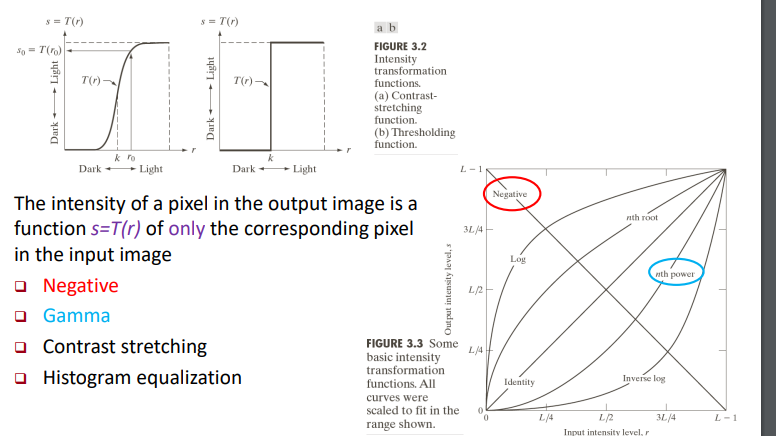 s = T(r)
s₀ = T(r₀)
T(r)
Dark
Light
k r₀
r
Dark Light
s = T(r)
T(r)
Dark
Light
k
r
Dark Light
a b
FIGURE 3.2
Intensity
transformation
functions.
(a) Contrast-
stretching
function.
(b) Thresholding
function.
The intensity of a pixel in the output image is a
function s=T(r) of only the corresponding pixel
in the input image
Negative
Gamma
Contrast stretching
Histogram equalization
FIGURE 3.3 Some
basic intensity
transformation
functions. All
curves were
scaled to fit in the
range shown.
L − 1
Negative
nth root
3L/4
Log
nth power
L/2
Output intensity level, s
L/4
Identity
Inverse log
0
0 L/4 L/2 3L/4 L − 1
Input intensity level, r